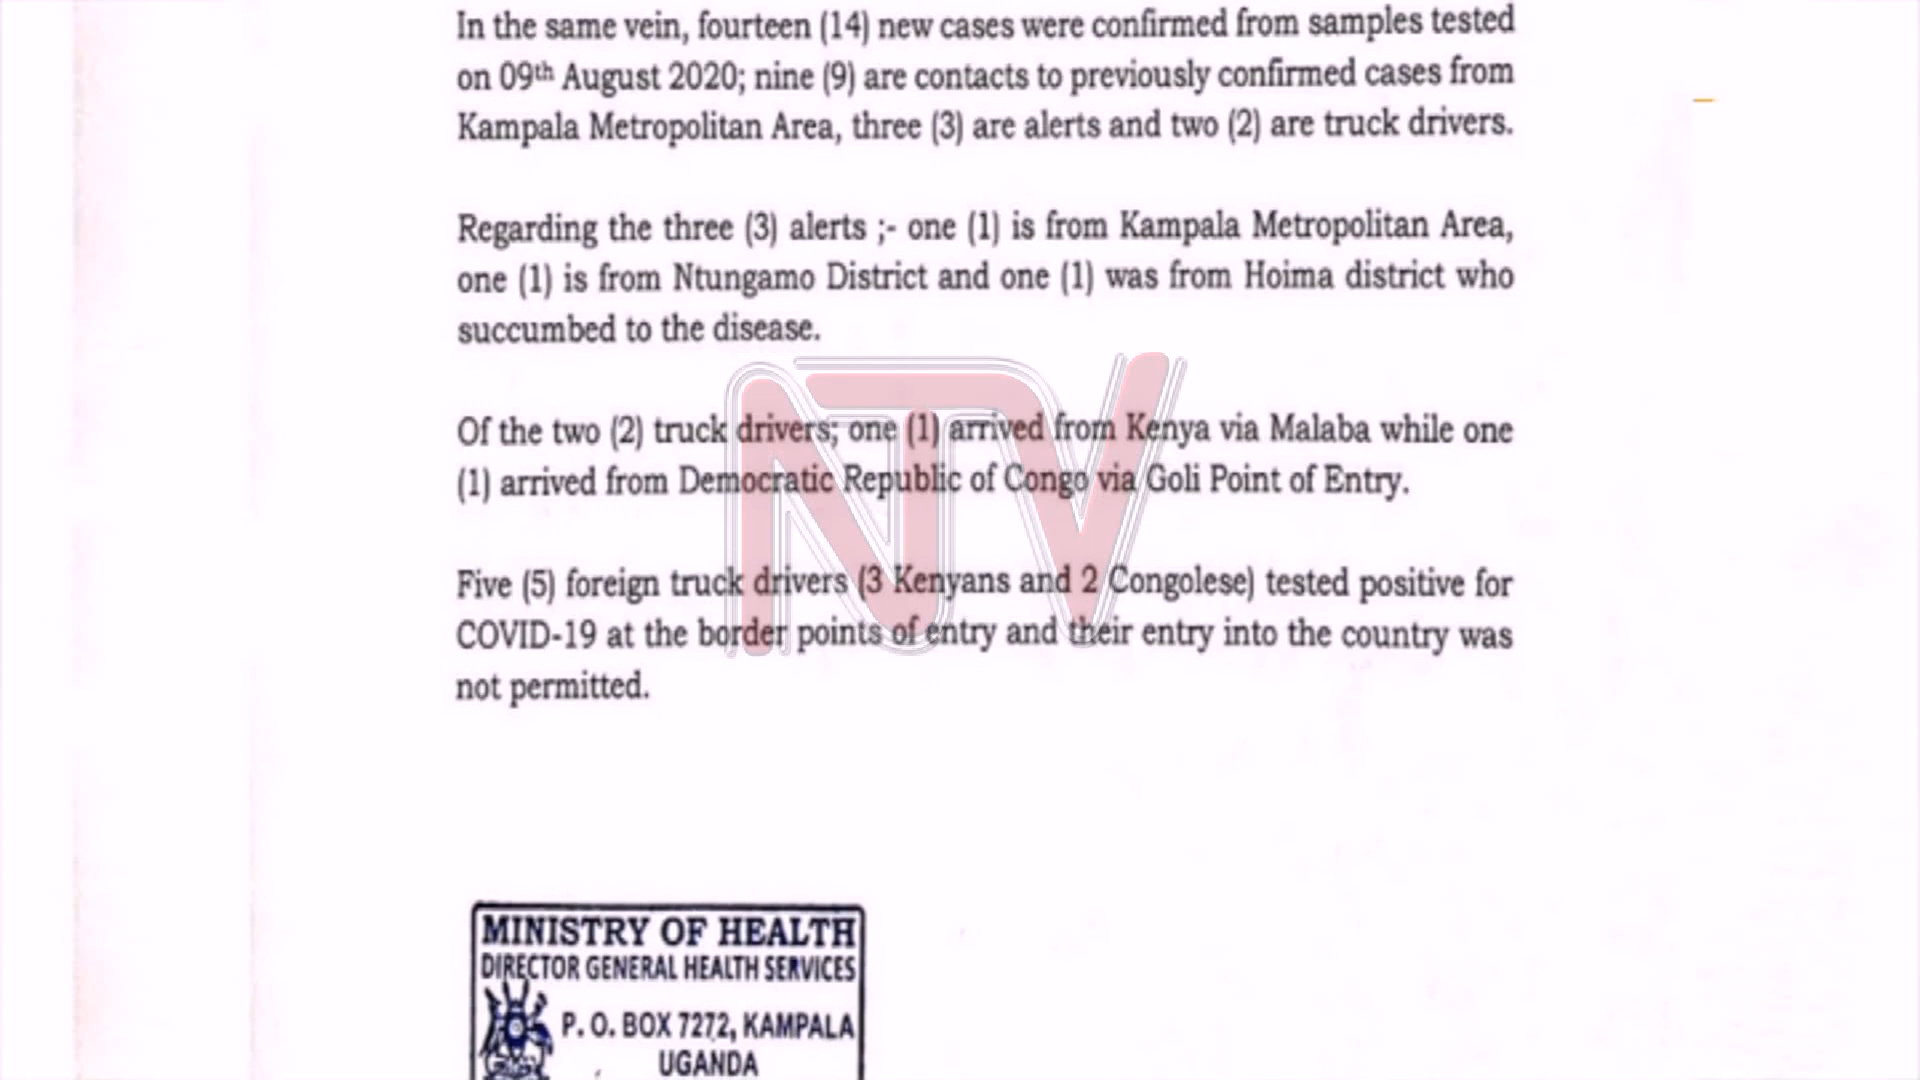 In the same vein, fourteen (14) new cases were confirmed from samples tested
on 09th August 2020; nine (9) are contacts to previously confirmed cases from
Kampala Metropolitan Area, three (3) are alerts and two (2) are truck drivers.
Regarding the three (3) alerts ;- one (1) is from Kampala Metropolitan Area,
one (1) is from Ntungamo District and one (1) was from Hoima district who
succumbed to the disease.
Of the two (2) truck drivers; one (1) arrived from Kenya via Malaba while one
(1) arrived from Democratic Republic of Congo via Goli Point of Entry.
NTV
Five (5) foreign truck drivers (3 Kenyans and 2 Congolese) tested positive for
COVID-19 at the border points of entry and their entry into the country was
not permitted.
MINISTRY OF HEALTH
DIRECTOR GENERAL HEALTH SERVICES
P. O. BOX 7272, KAMPALA
UGANDA